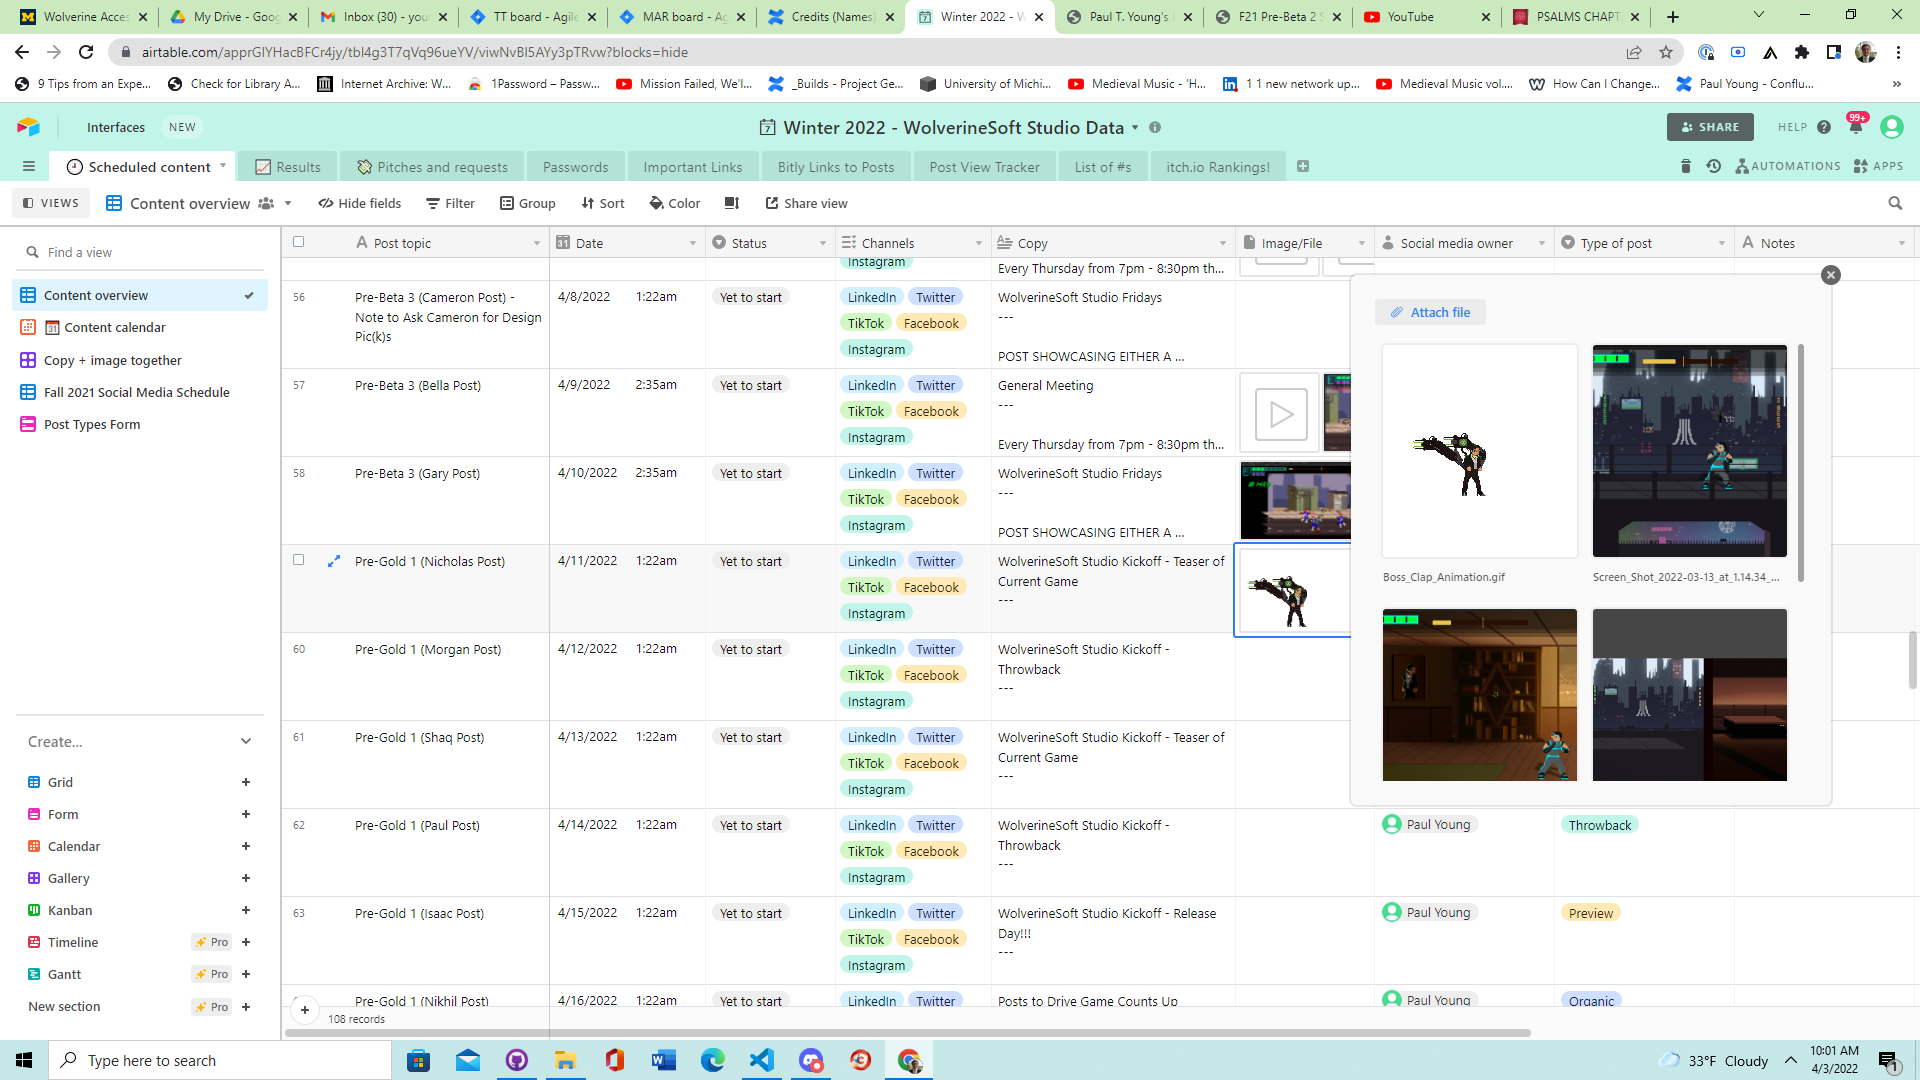 Wolverine Acces
My Drive - Goog
Inbox (30) - you
TT board - Agile
MAR board - Ag
Credits (Names)
Winter 2022 - W
Paul T. Young's
F21 Pre-Beta 2 S
YouTube
PSALMS CHAPT
airtable.com/apprGlYHacBFCr4jy/tbl4g3T7qVq96ueYV/viwNvBI5AYy3pTRvw?blocks=hide
9 Tips from an Expe...
Check for Library A...
Internet Archive: W...
1Password – Passw...
Mission Failed, We'l...
_Builds - Project Ge...
University of Michi...
Medieval Music - 'H...
1 1 new network up...
Medieval Music vol....
How Can I Change...
Paul Young - Conflu...
»
Interfaces NEW
Winter 2022 - WolverineSoft Studio Data
SHARE
HELP
99+
Scheduled content
Results
Pitches and requests
Passwords
Important Links
Bitly Links to Posts
Post View Tracker
List of #s
itch.io Rankings!
AUTOMATIONS
APPS
VIEWS
Content overview
Hide fields
Filter
Group
Sort
Color
Share view
Find a view
Content overview
Content calendar
Copy + image together
Fall 2021 Social Media Schedule
Post Types Form
Create...
Grid
Form
Calendar
Gallery
Kanban
Timeline Pro
Gantt Pro
New section Pro
Post topic
Date
Status
Channels
Copy
Image/File
Social media owner
Type of post
Notes
Instagram
Every Thursday from 7pm - 8:30pm th...
56
Pre-Beta 3 (Cameron Post) -
Note to Ask Cameron for Design
Pic(k)s
4/8/2022 1:22am
Yet to start
LinkedIn Twitter
TikTok Facebook
Instagram
WolverineSoft Studio Fridays
---
POST SHOWCASING EITHER A ...
57
Pre-Beta 3 (Bella Post)
4/9/2022 2:35am
Yet to start
LinkedIn Twitter
TikTok Facebook
Instagram
General Meeting
---
Every Thursday from 7pm - 8:30pm th...
58
Pre-Beta 3 (Gary Post)
4/10/2022 2:35am
Yet to start
LinkedIn Twitter
TikTok Facebook
Instagram
WolverineSoft Studio Fridays
---
POST SHOWCASING EITHER A ...
Pre-Gold 1 (Nicholas Post)
4/11/2022 1:22am
Yet to start
LinkedIn Twitter
TikTok Facebook
Instagram
WolverineSoft Studio Kickoff - Teaser of
Current Game
---
60
Pre-Gold 1 (Morgan Post)
4/12/2022 1:22am
Yet to start
LinkedIn Twitter
TikTok Facebook
Instagram
WolverineSoft Studio Kickoff -
Throwback
---
61
Pre-Gold 1 (Shaq Post)
4/13/2022 1:22am
Yet to start
LinkedIn Twitter
TikTok Facebook
Instagram
WolverineSoft Studio Kickoff - Teaser of
Current Game
---
62
Pre-Gold 1 (Paul Post)
4/14/2022 1:22am
Yet to start
LinkedIn Twitter
TikTok Facebook
Instagram
WolverineSoft Studio Kickoff -
Throwback
---
Paul Young
Throwback
63
Pre-Gold 1 (Isaac Post)
4/15/2022 1:22am
Yet to start
LinkedIn Twitter
TikTok Facebook
Instagram
WolverineSoft Studio Kickoff - Release
Day!!!
---
Paul Young
Preview
Pre-Gold 1 (Nikhil Post)
4/16/2022 1:22am
Yet to start
LinkedIn Twitter
Posts to Drive Game Counts Up
Paul Young
Organic
108 records
Attach file
Boss_Clap_Animation.gif
Screen_Shot_2022-03-13_at_1.14.34_...
Type here to search
33°F Cloudy
10:01 AM
4/3/2022
1